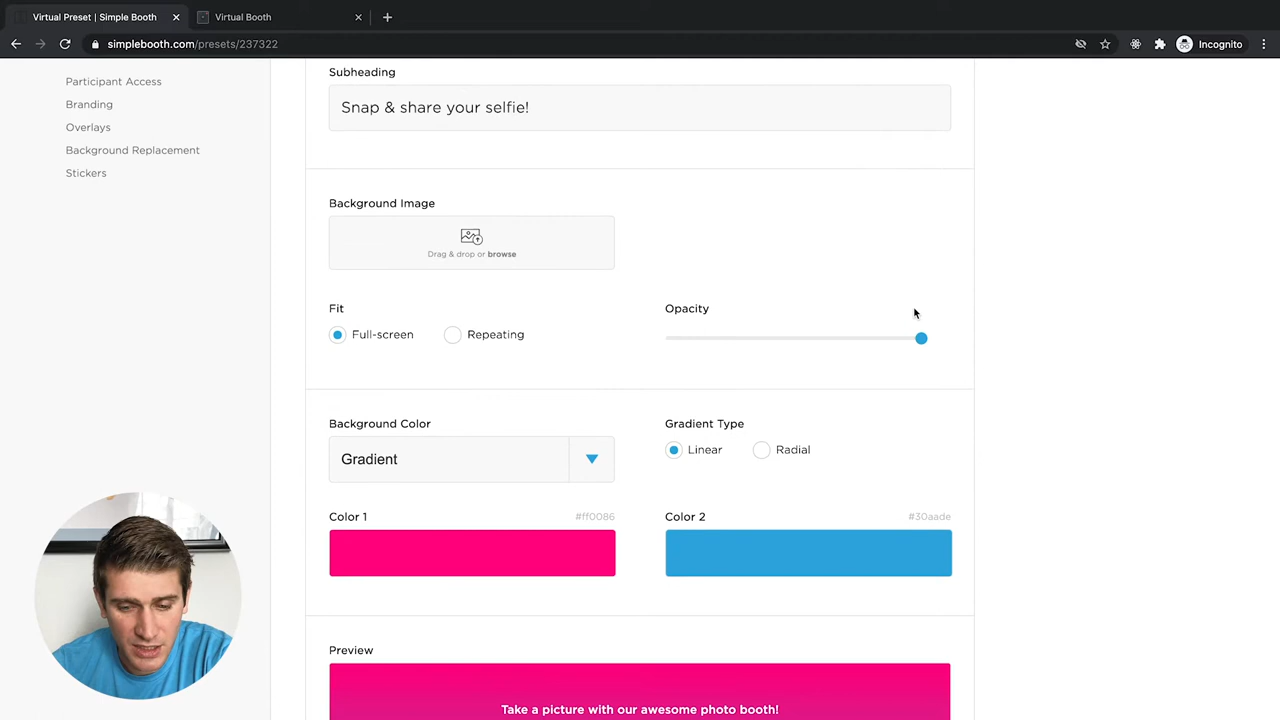 Virtual Preset | Simple Booth
Virtual Booth
simplebooth.com/presets/237322
Incognito
Participant Access
Branding
Overlays
Background Replacement
Stickers
Subheading
Snap & share your selfie!
Background Image
Drag & drop or browse
Fit
Full-screen
Repeating
Opacity
Background Color
Gradient
Gradient Type
Linear
Radial
Color 1
#ff0086
Color 2
#30aade
Preview
Take a picture with our awesome photo booth!